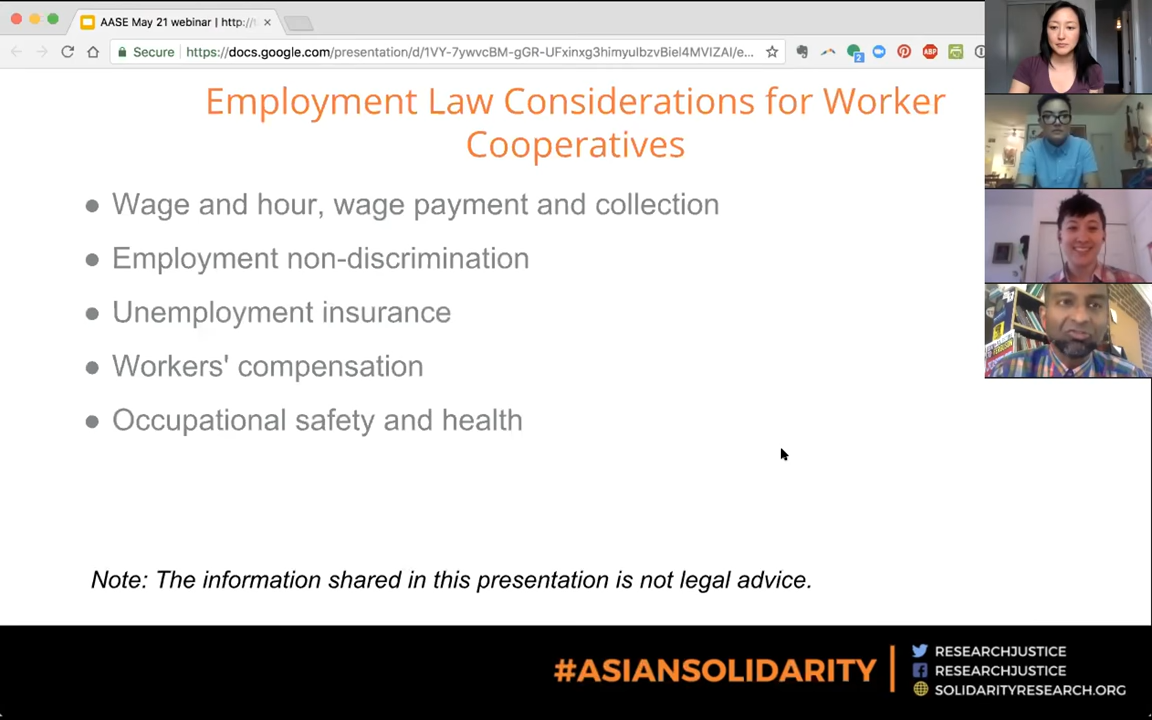 AASE May 21 webinar | http://
Secure
https://docs.google.com/presentation/d/1VY-7ywvcBM-gGR-UFxinxg3himyulbzvBiel4MVIZAI/e...
2
ABP
Employment Law Considerations for Worker
Cooperatives
● Wage and hour, wage payment and collection
● Employment non-discrimination
● Unemployment insurance
● Workers' compensation
● Occupational safety and health
Note: The information shared in this presentation is not legal advice.
#ASIANSOLIDARITY
RESEARCHJUSTICE
RESEARCHJUSTICE
SOLIDARITYRESEARCH.ORG